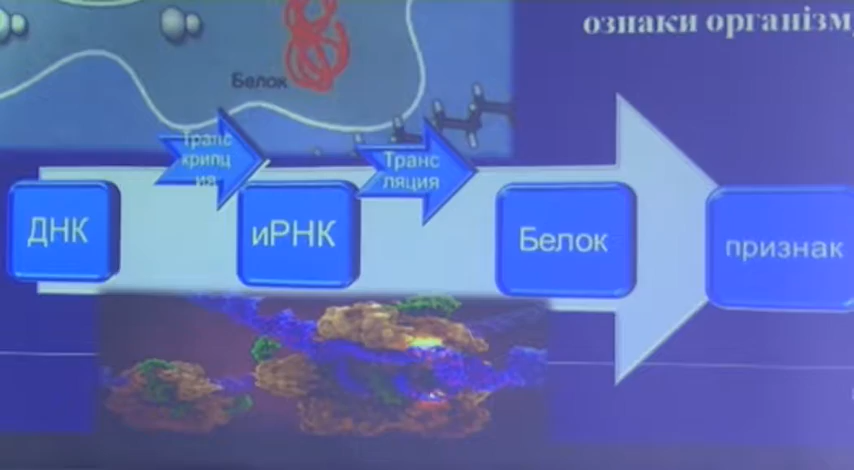 ознаки організм
Белок
Транс
крипц
ия
Транс
ляция
ДНК
иРНК
Белок
признак